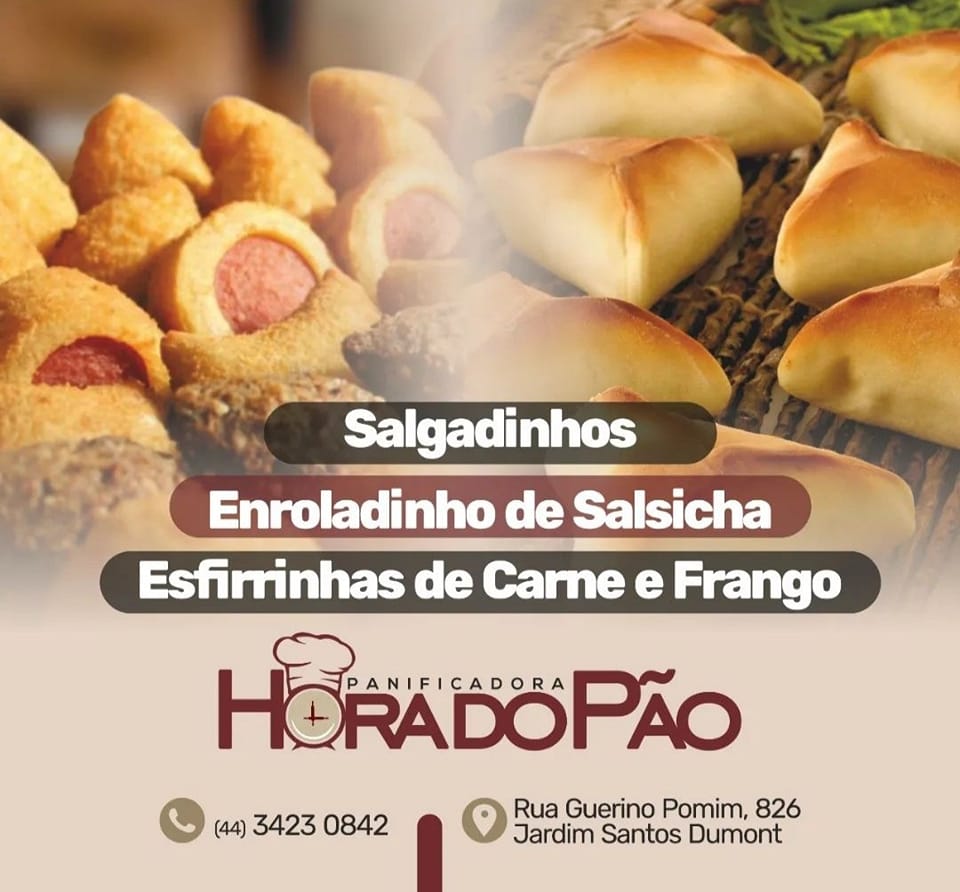 Salgadinhos
Enroladinho de Salsicha
Esfirrinhas de Carne e Frango
PANIFICADORA
HORA DO PÃO
(44) 3423 0842
Rua Guerino Pomim, 826
Jardim Santos Dumont